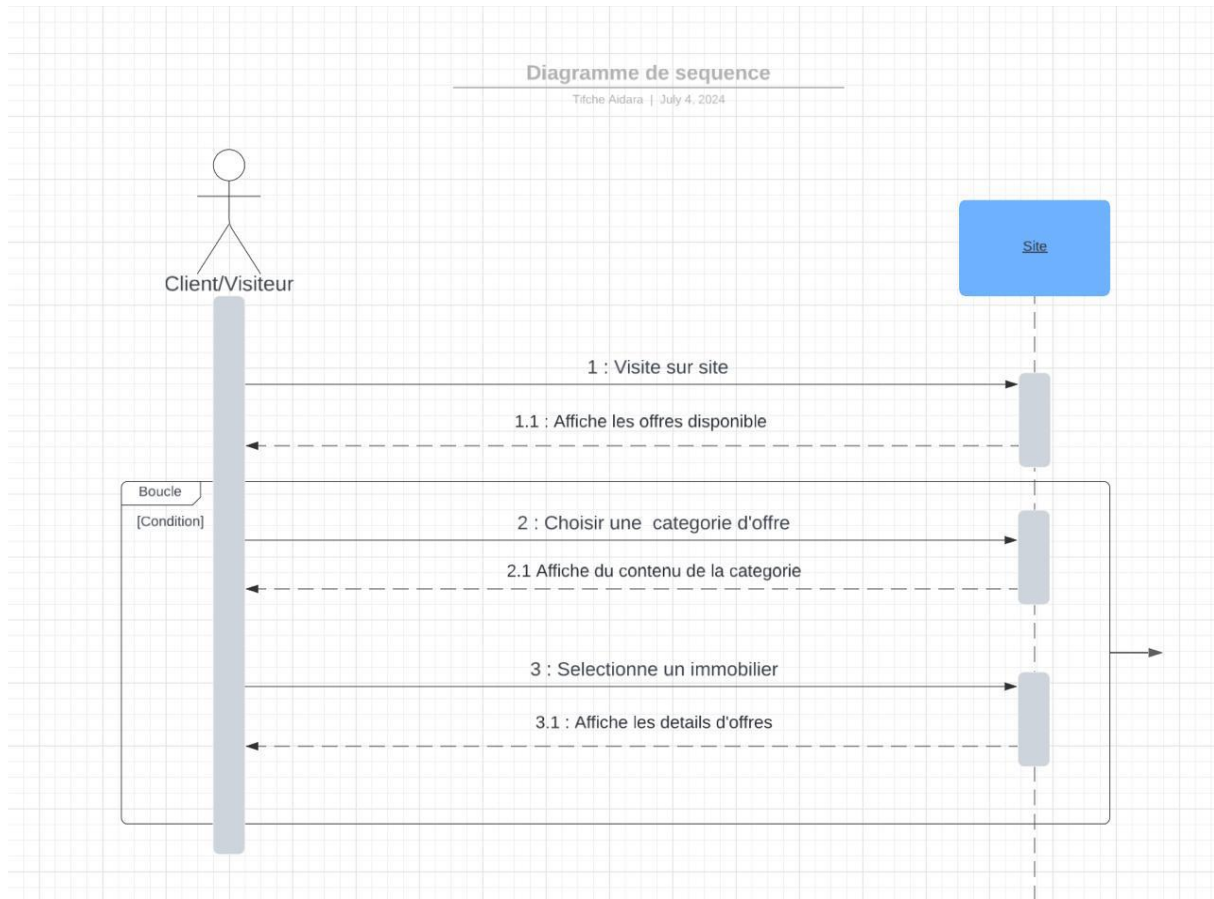 Diagramme de sequence
Tifche Aidara | July 4, 2024
Client/Visiteur
Site
1 : Visite sur site
1.1 : Affiche les offres disponible
Boucle
[Condition]
2 : Choisir une categorie d'offre
2.1 Affiche du contenu de la categorie
3 : Selectionne un immobilier
3.1 : Affiche les details d'offres